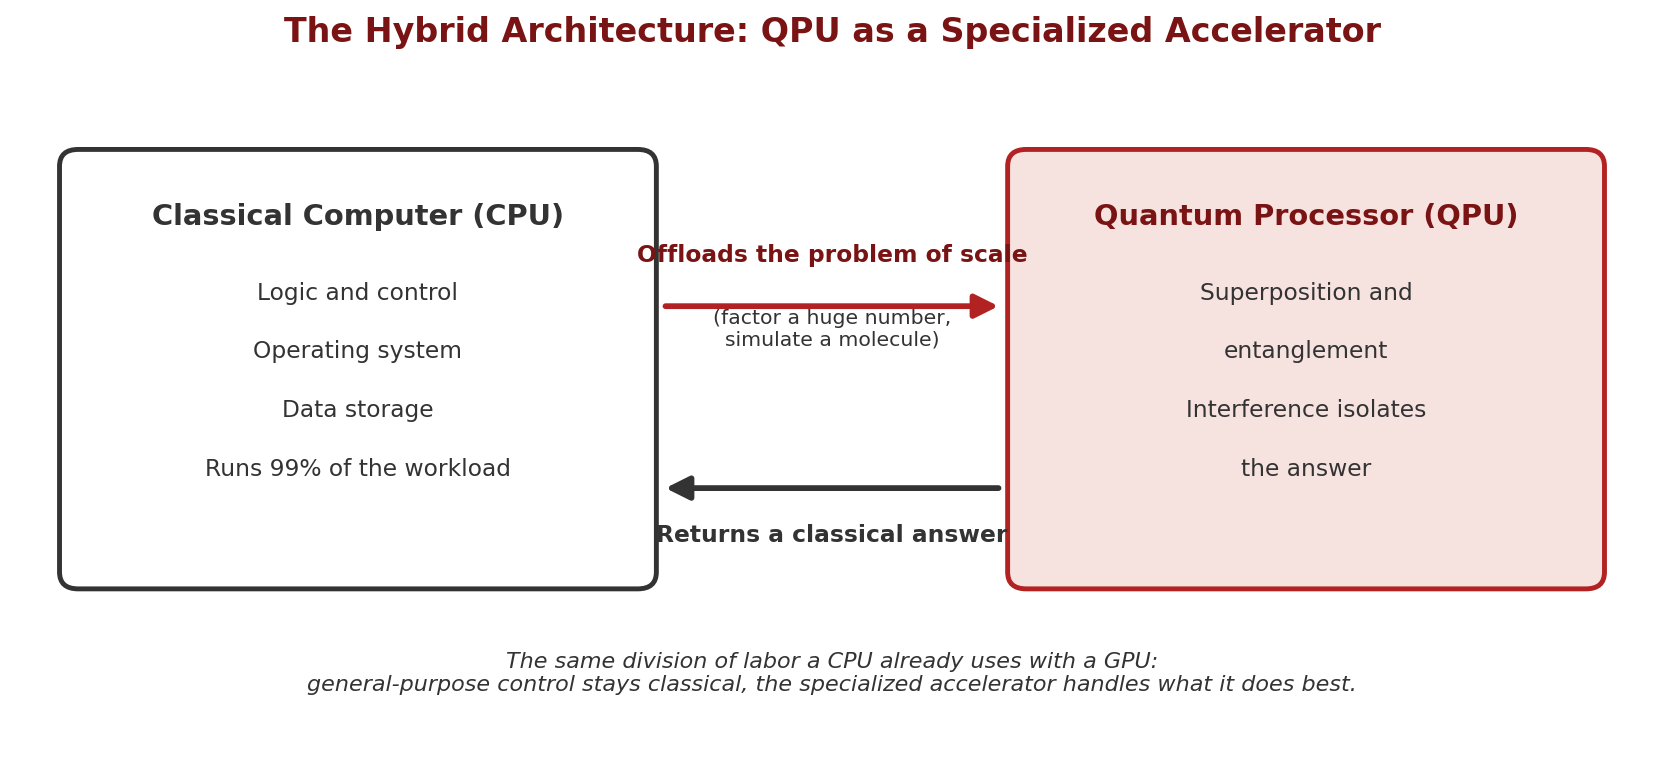 The Hybrid Architecture: QPU as a Specialized Accelerator
Classical Computer (CPU)
Logic and control
Operating system
Data storage
Runs 99% of the workload
Offloads the problem of scale
(factor a huge number,
simulate a molecule)
Returns a classical answer
Quantum Processor (QPU)
Superposition and
entanglement
Interference isolates
the answer
The same division of labor a CPU already uses with a GPU:
general-purpose control stays classical, the specialized accelerator handles what it does best.